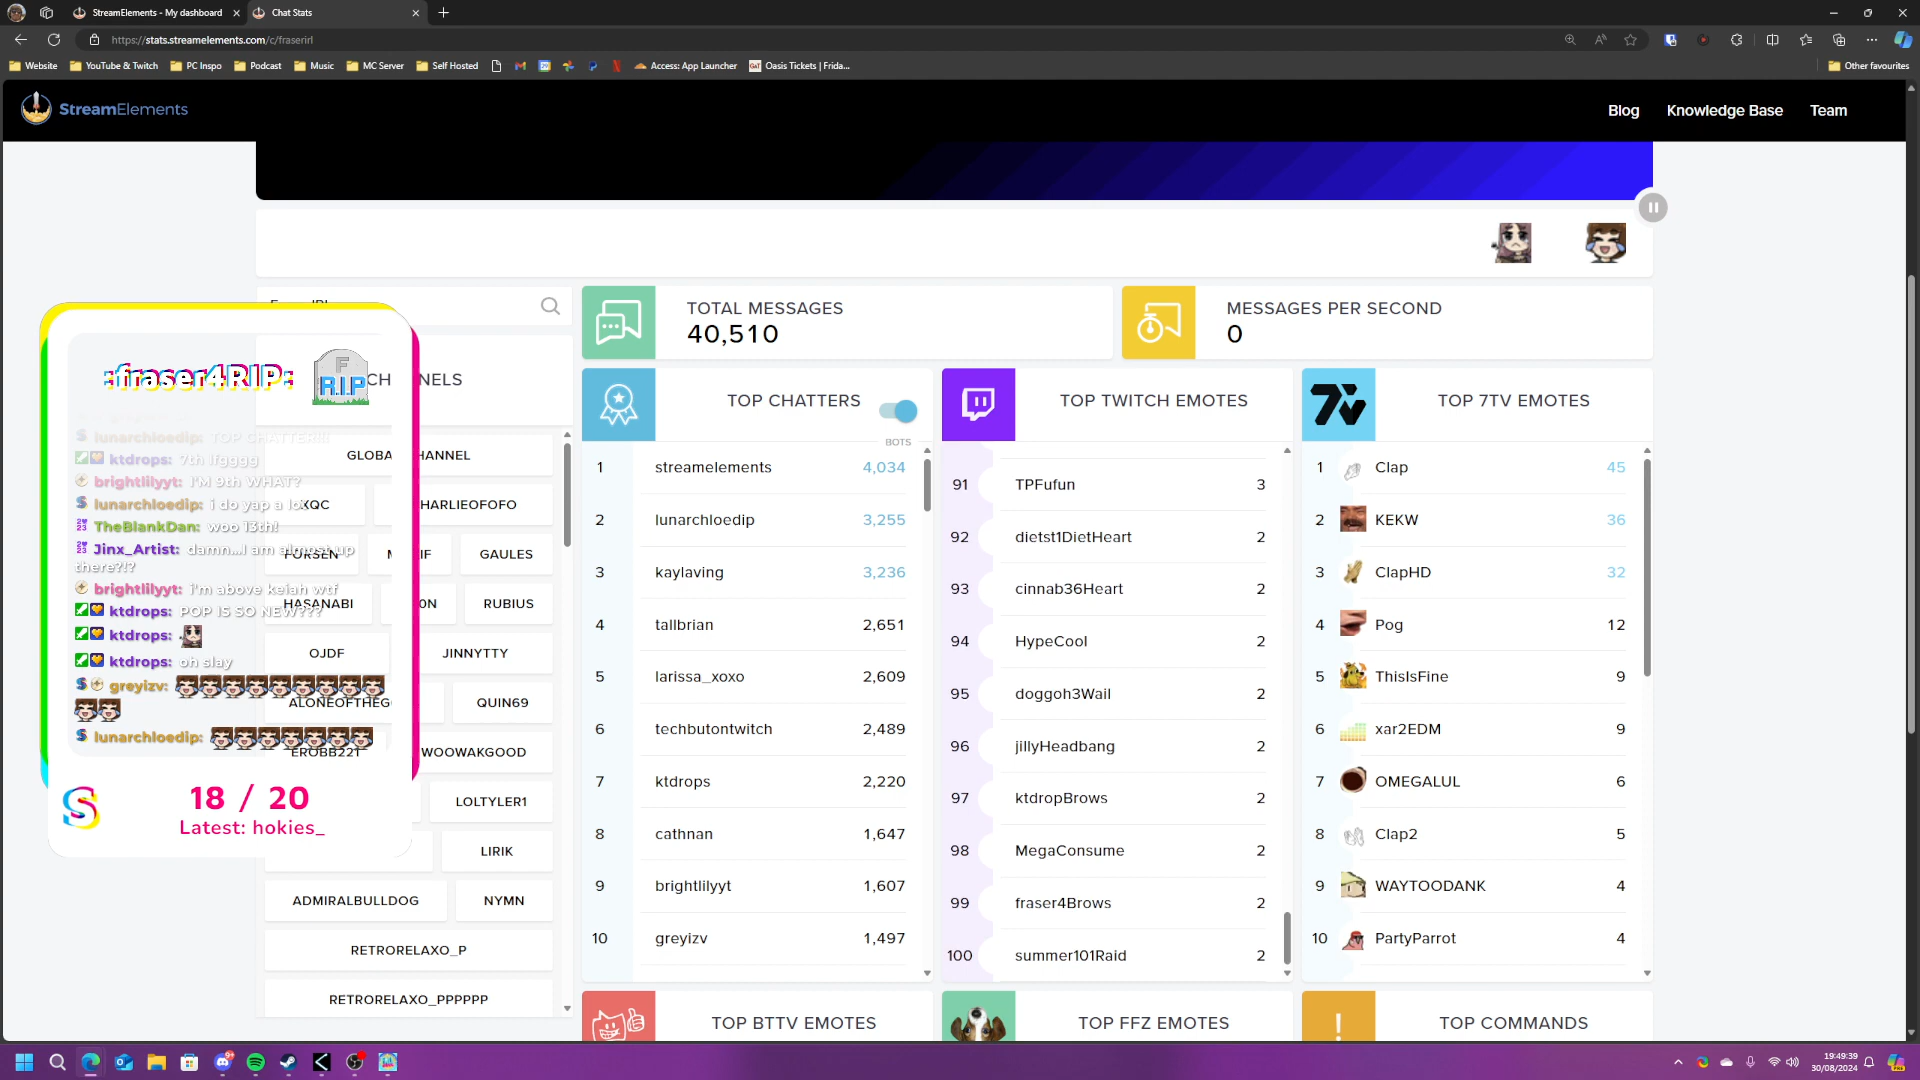 StreamElements - My dashboard
Chat Stats
https://stats.streamelements.com/c/fraserirl
Website
YouTube & Twitch
PC Inspo
Podcast
Music
MC Server
Self Hosted
Access: App Launcher
Oasis Tickets | Frida...
Other favourites
StreamElements
Blog
Knowledge Base
Team
TOTAL MESSAGES
40,510
MESSAGES PER SECOND
0
:fraser4RIP:
F
R.I.P
lunarchloedip: TOP CHATTER!!!
ktdrops: 7th lfgggg
brightlilyyt: I'M 9th WHAT?
lunarchloedip: i do yap a lot
TheBlankDan: woo 13th!
Jinx_Artist: damn...I am almost up
there?!?
brightlilyyt: i'm above keiah wtf
ktdrops: POP IS SO NEW???
ktdrops:
ktdrops: oh slay
greyizv:
lunarchloedip:
18 / 20
Latest: hokies_
XQC
GAULES
HASANABI
RUBIUS
OJDF
JINNYTTY
QUIN69
EROBB221
WOOWAKGOOD
LOLTYLER1
LIRIK
ADMIRALBULLDOG
NYMN
RETRORELAXO_P
RETRORELAXO_PPPPPP
TOP CHATTERS
BOTS
1 streamelements 4,034
2 lunarchloedip 3,255
3 kaylaving 3,236
4 tallbrian 2,651
5 larissa_xoxo 2,609
6 techbutontwitch 2,489
7 ktdrops 2,220
8 cathnan 1,647
9 brightlilyyt 1,607
10 greyizv 1,497
TOP TWITCH EMOTES
91 TPFufun 3
92 dietst1DietHeart 2
93 cinnab36Heart 2
94 HypeCool 2
95 doggoh3Wail 2
96 jillyHeadbang 2
97 ktdropBrows 2
98 MegaConsume 2
99 fraser4Brows 2
100 summer101Raid 2
TOP 7TV EMOTES
1 Clap 45
2 KEKW 36
3 ClapHD 32
4 Pog 12
5 ThisIsFine 9
6 xar2EDM 9
7 OMEGALUL 6
8 Clap2 5
9 WAYTOODANK 4
10 PartyParrot 4
TOP BTTV EMOTES
TOP FFZ EMOTES
TOP COMMANDS
19:49:39
30/08/2024